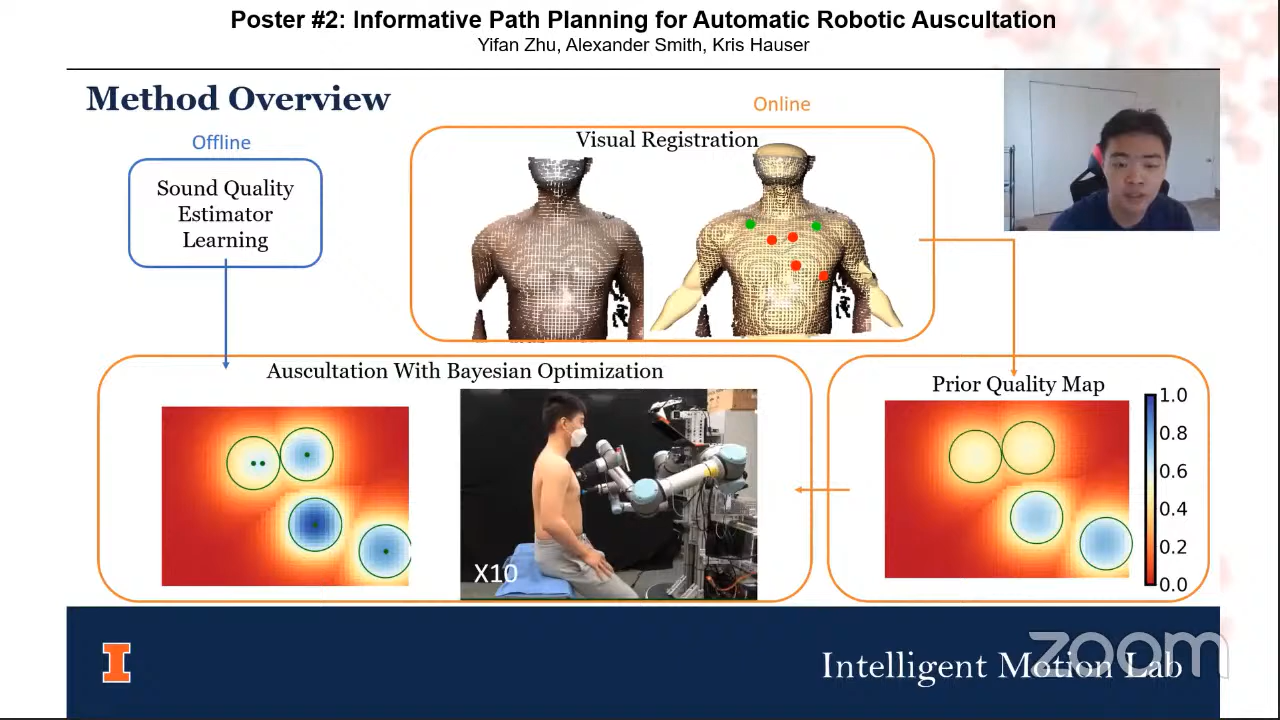 Poster #2: Informative Path Planning for Automatic Robotic Auscultation
Yifan Zhu, Alexander Smith, Kris Hauser
Method Overview
Offline
Sound Quality
Estimator
Learning
Online
Visual Registration
Auscultation With Bayesian Optimization
X10
Prior Quality Map
1.0
0.8
0.6
0.4
0.2
0.0
I
Intelligent Motion Lab
zoom